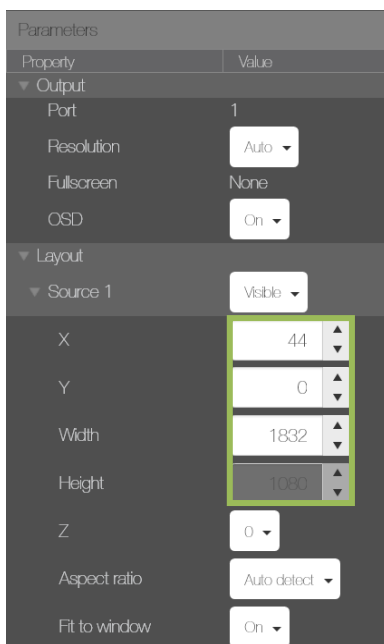 Parameters
Property Value
Output
Port 1
Resolution Auto
Fullscreen None
OSD On
Layout
Source 1 Visible
X 44
Y 0
Width 1832
Height 1080
Z 0
Aspect ratio Auto detect
Fit to window On